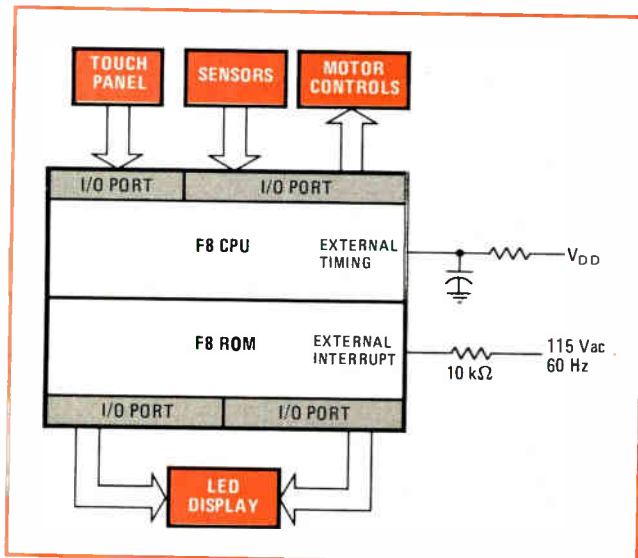 TOUCH
PANEL
SENSORS
MOTOR
CONTROLS
I/O PORT
I/O PORT
F8 CPU
EXTERNAL
TIMING
VDD
F8 ROM
EXTERNAL
INTERRUPT
10 kΩ
115 Vac
60 Hz
I/O PORT
I/O PORT
LED
DISPLAY